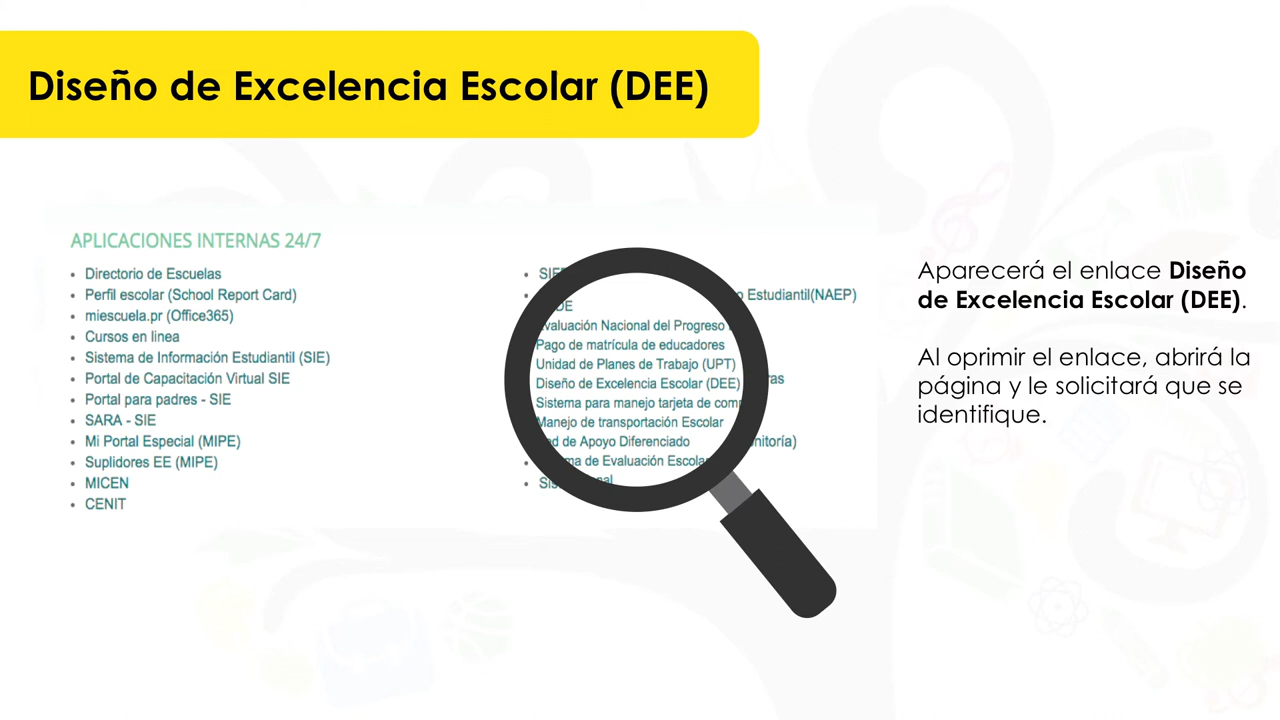 Diseño de Excelencia Escolar (DEE)
APLICACIONES INTERNAS 24/7
Directorio de Escuelas
Perfil escolar (School Report Card)
miescuela.pr (Office365)
Cursos en linea
Sistema de Información Estudiantil (SIE)
Portal de Capacitación Virtual SIE
Portal para padres - SIE
SARA - SIE
Mi Portal Especial (MIPE)
Suplidores EE (MIPE)
MICEN
CENIT
Estudiantil(NAEP)
Nacional del Progreso
Pago de matrícula de educadores
Unidad de Planes de Trabajo (UPT)
Diseño de Excelencia Escolar (DEE)
Sistema para manejo tarjeta de
Manejo de transportación Escolar
de Apoyo Diferenciado
de Evaluación Escolar
Aparecerá el enlace Diseño
de Excelencia Escolar (DEE).
Al oprimir el enlace, abrirá la
página y le solicitará que se
identifique.